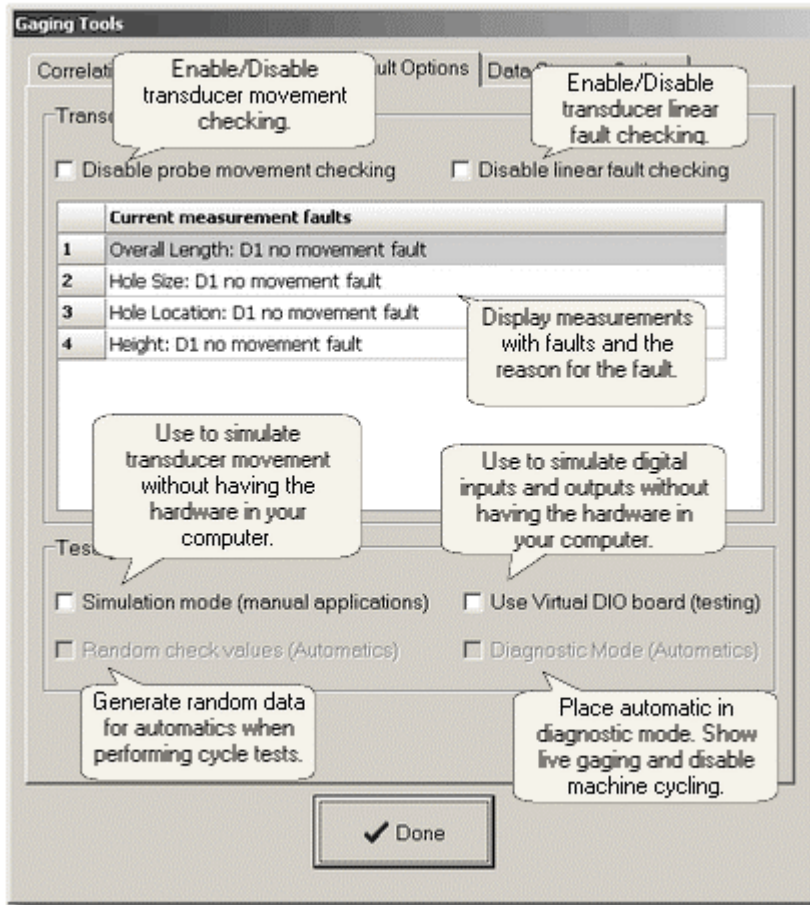 Gaging Tools
Enable/Disable
transducer movement
checking.
Enable/Disable
transducer linear
fault checking.
Options
Disable probe movement checking
Disable linear fault checking
Current measurement faults
1 Overall Length: D1 no movement fault
2 Hole Size: D1 no movement fault
3 Hole Location: D1 no movement fault
4 Height: D1 no movement fault
Display measurements
with faults and the
reason for the fault.
Use to simulate
transducer movement
without having the
hardware in your
computer.
Use to simulate digital
inputs and outputs without
having the hardware in
your computer.
Simulation mode (manual applications)
Use Virtual DIO board (testing)
Random check values (Automatics)
Diagnostic Mode (Automatics)
Generate random data
for automatics when
performing cycle tests.
Place automatic in
diagnostic mode. Show
live gaging and disable
machine cycling.
Done